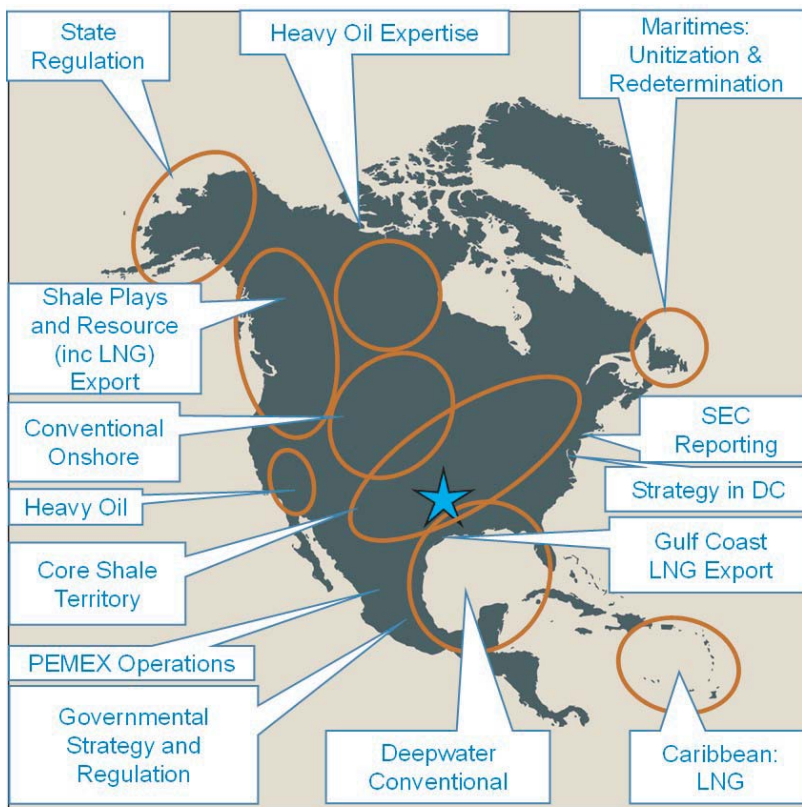 State
Regulation
Heavy Oil Expertise
Maritimes:
Unitization &
Redetermination
Shale Plays
and Resource
(inc LNG)
Export
Conventional
Onshore
Heavy Oil
Core Shale
Territory
PEMEX Operations
Governmental
Strategy and
Regulation
Deepwater
Conventional
SEC
Reporting
Strategy in DC
Gulf Coast
LNG Export
Caribbean:
LNG